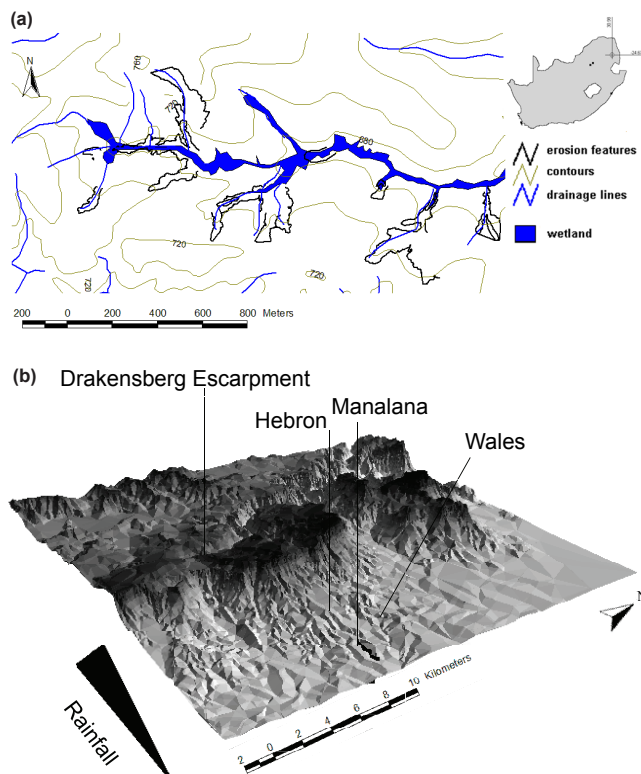 (a)
N
760
720
680
720
720
erosion features
contours
drainage lines
wetland
200 0 200 400 600 800 Meters
(b)
Drakensberg Escarpment
Hebron
Manalana
Wales
N
Rainfall
2 0 2 4 6 8 10 Kilometers